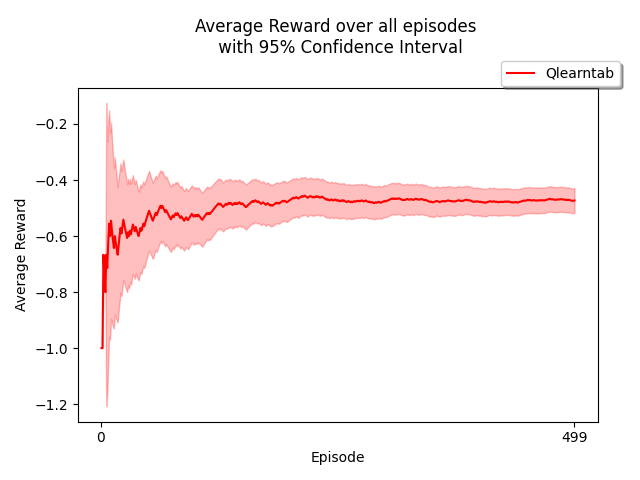 Average Reward over all episodes
with 95% Confidence Interval
Qlearntab
Average Reward
−0.2
−0.4
−0.6
−0.8
−1.0
−1.2
0
499
Episode